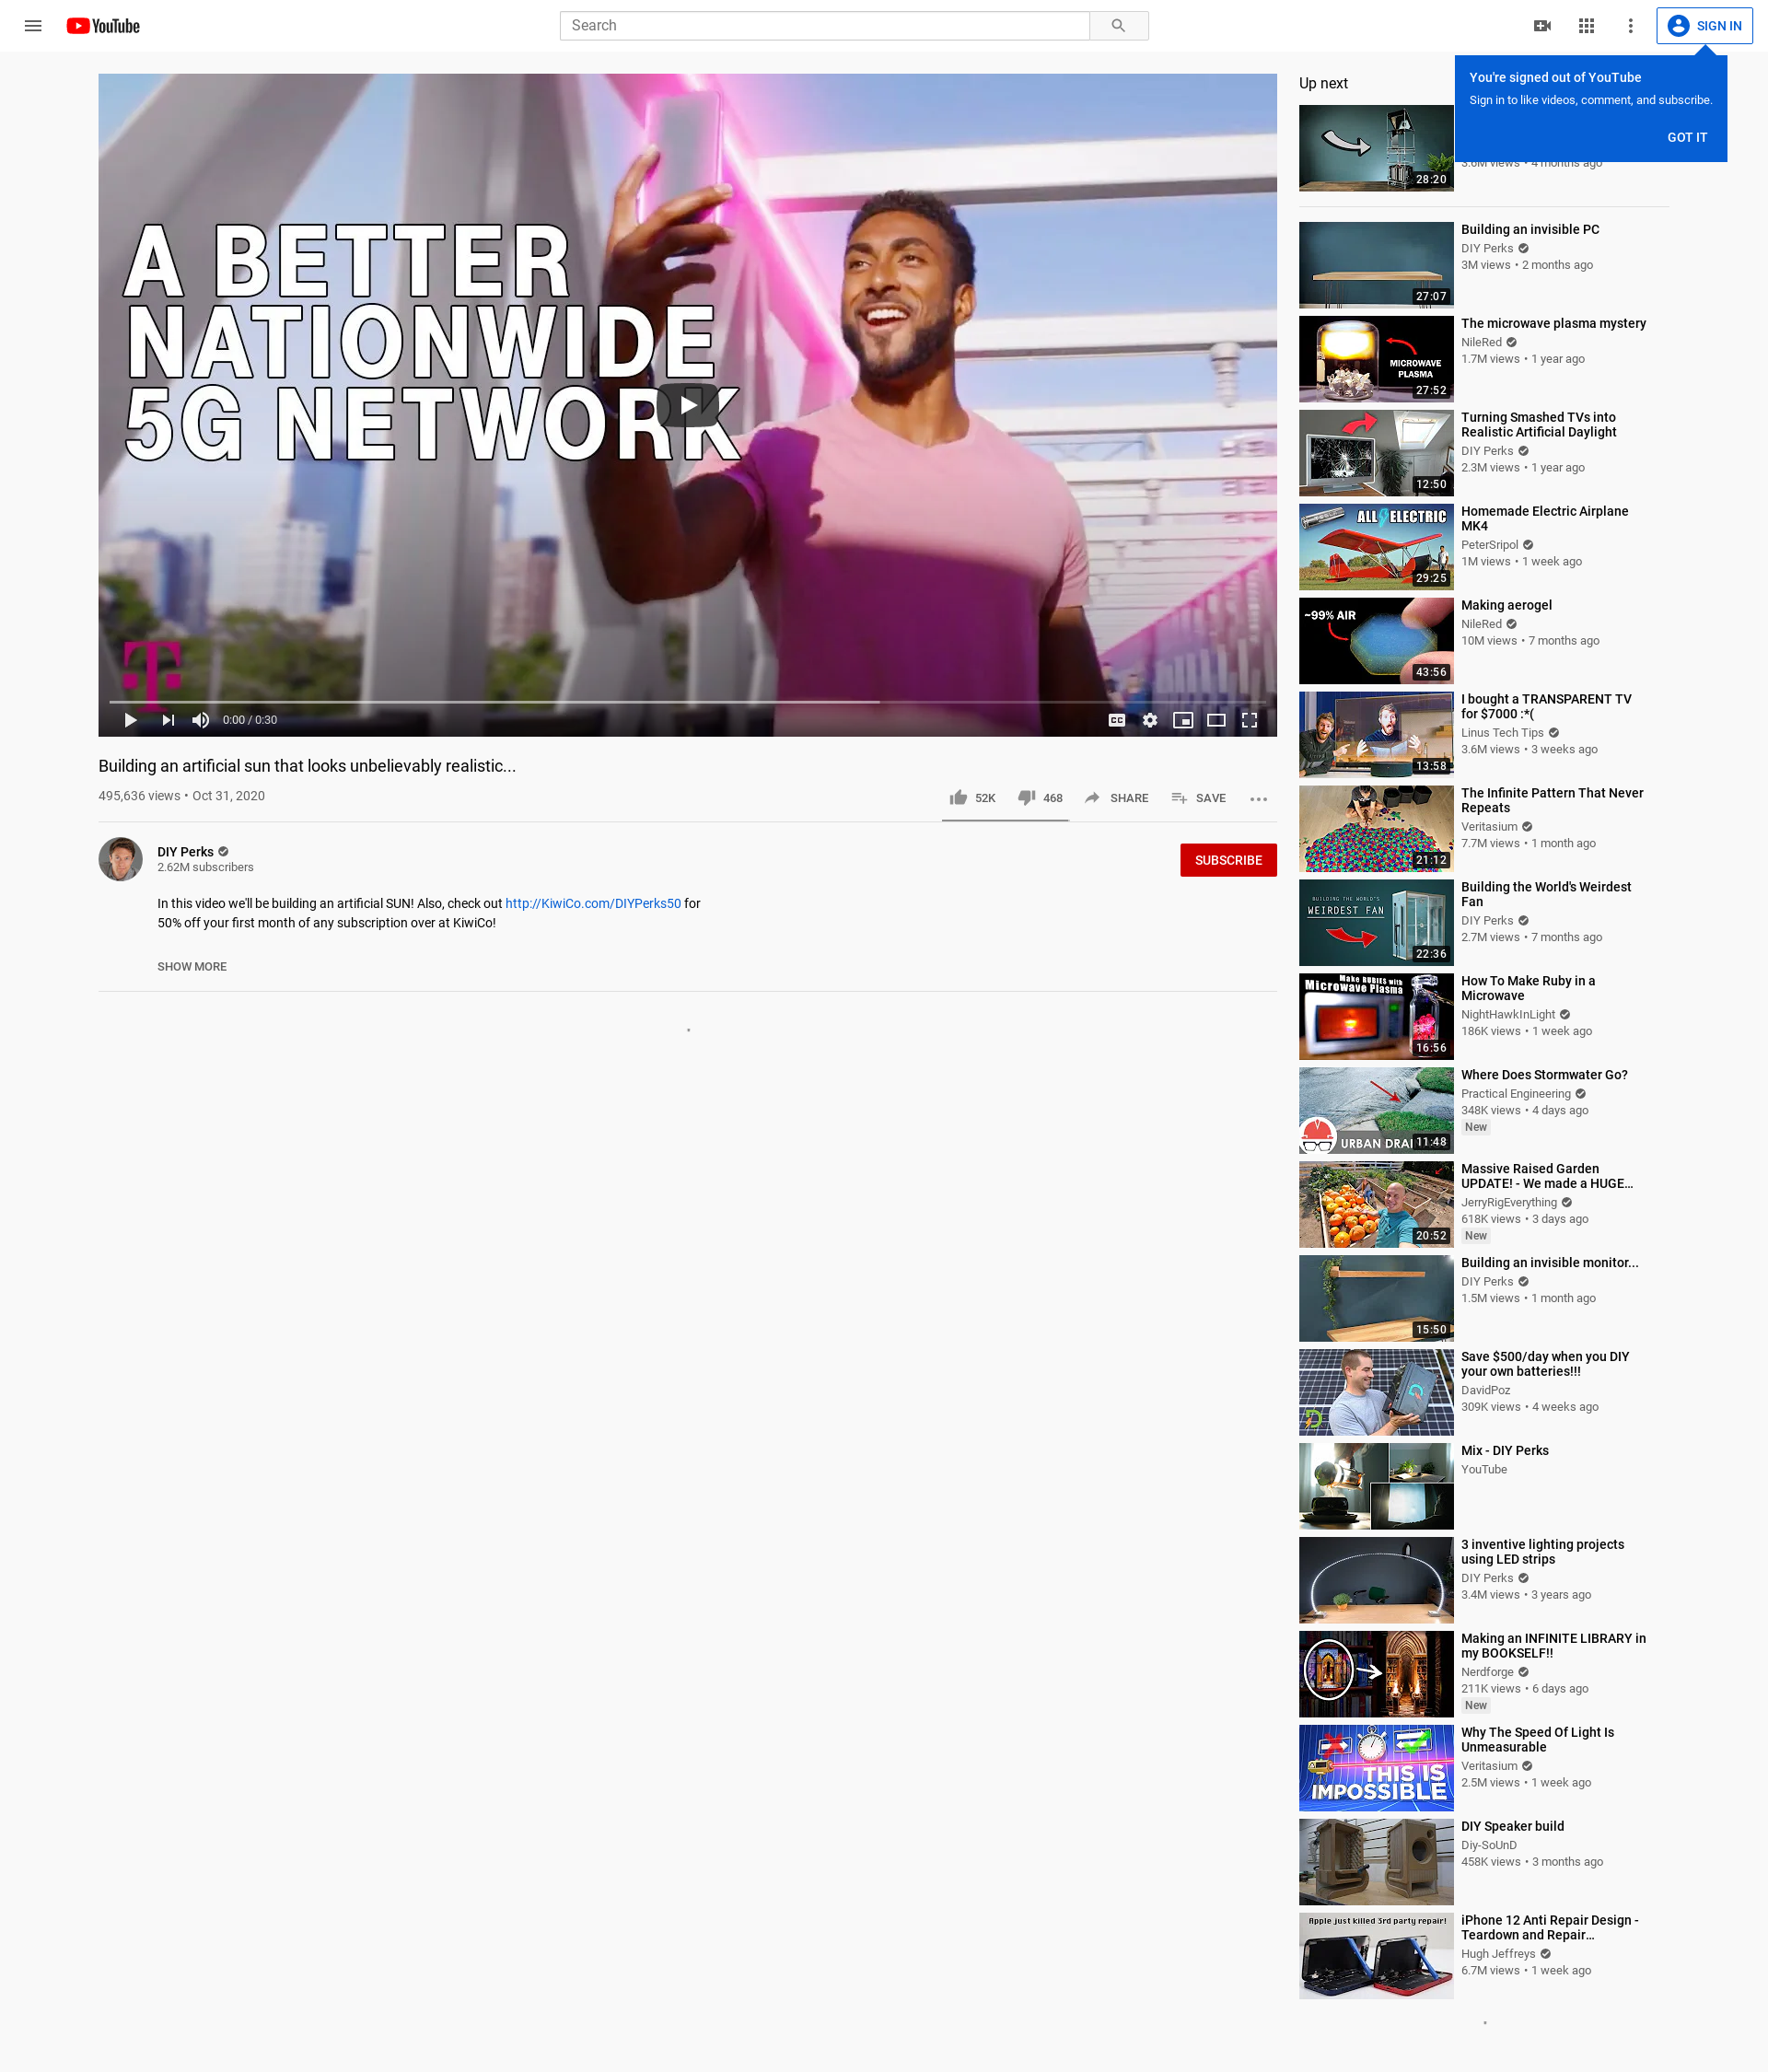 YouTube
Search
SIGN IN
You're signed out of YouTube
Sign in to like videos, comment, and subscribe.
GOT IT
A BETTER
NATIONWIDE
5G NETWORK
T
0:00 / 0:30
CC
Building an artificial sun that looks unbelievably realistic...
495,636 views • Oct 31, 2020
52K
468
SHARE
SAVE
DIY Perks
2.62M subscribers
SUBSCRIBE
In this video we'll be building an artificial SUN! Also, check out http://KiwiCo.com/DIYPerks50 for
50% off your first month of any subscription over at KiwiCo!
SHOW MORE
Up next
28:20
3.6M views • 4 months ago
27:07
Building an invisible PC
DIY Perks
3M views • 2 months ago
MICROWAVE
PLASMA
27:52
The microwave plasma mystery
NileRed
1.7M views • 1 year ago
12:50
Turning Smashed TVs into
Realistic Artificial Daylight
DIY Perks
2.3M views • 1 year ago
ALL ELECTRIC
29:25
Homemade Electric Airplane
MK4
PeterSripol
1M views • 1 week ago
~99% AIR
43:56
Making aerogel
NileRed
10M views • 7 months ago
13:58
I bought a TRANSPARENT TV
for $7000 :*(
Linus Tech Tips
3.6M views • 3 weeks ago
21:12
The Infinite Pattern That Never
Repeats
Veritasium
7.7M views • 1 month ago
BUILDING THE WORLD'S
WEIRDEST FAN
22:36
Building the World's Weirdest
Fan
DIY Perks
2.7M views • 7 months ago
Make RUBIES with
Microwave Plasma
16:56
How To Make Ruby in a
Microwave
NightHawkInLight
186K views • 1 week ago
URBAN DRAI
11:48
Where Does Stormwater Go?
Practical Engineering
348K views • 4 days ago
New
20:52
Massive Raised Garden
UPDATE! - We made a HUGE...
JerryRigEverything
618K views • 3 days ago
New
15:50
Building an invisible monitor...
DIY Perks
1.5M views • 1 month ago
Save $500/day when you DIY
your own batteries!!!
DavidPoz
309K views • 4 weeks ago
Mix - DIY Perks
YouTube
3 inventive lighting projects
using LED strips
DIY Perks
3.4M views • 3 years ago
Making an INFINITE LIBRARY in
my BOOKSELF!!
Nerdforge
211K views • 6 days ago
New
THIS IS
IMPOSSIBLE
Why The Speed Of Light Is
Unmeasurable
Veritasium
2.5M views • 1 week ago
DIY Speaker build
Diy-SoUnD
458K views • 3 months ago
Apple just killed 3rd party repair!
iPhone 12 Anti Repair Design -
Teardown and Repair...
Hugh Jeffreys
6.7M views • 1 week ago